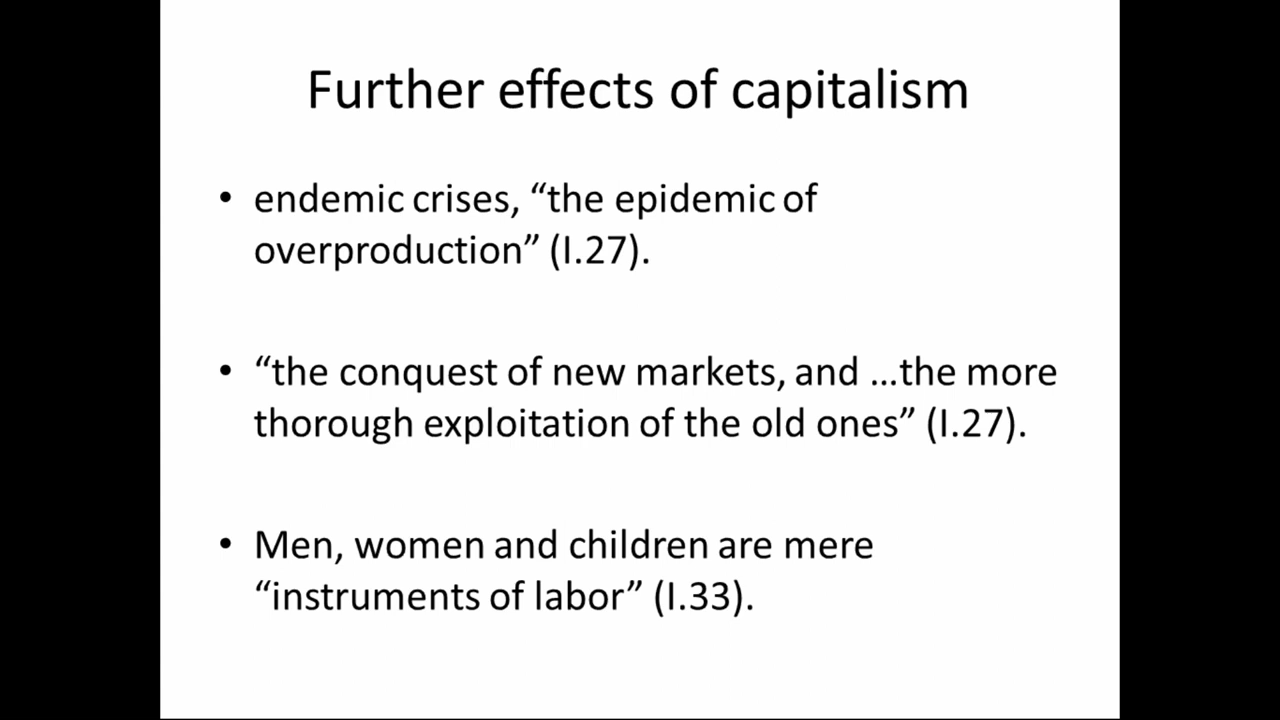 Further effects of capitalism
• endemic crises, “the epidemic of
overproduction” (I.27).
• “the conquest of new markets, and …the more
thorough exploitation of the old ones” (I.27).
• Men, women and children are mere
“instruments of labor” (I.33).